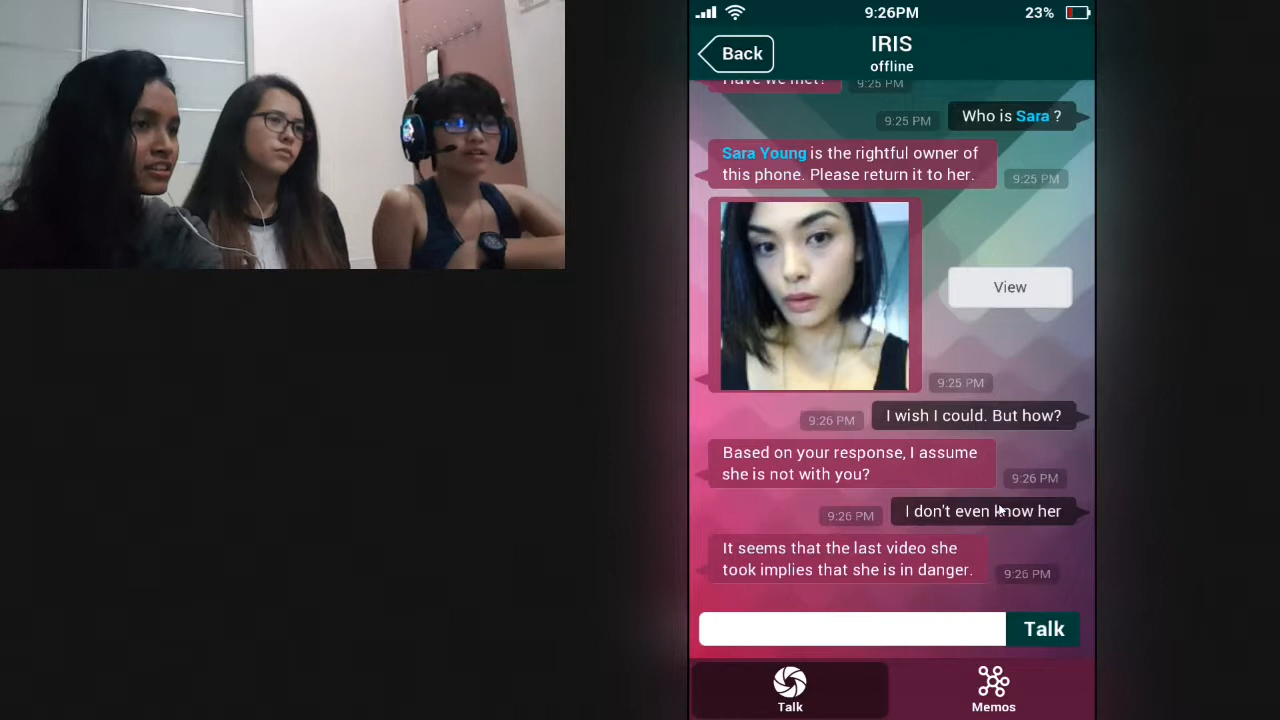 9:26PM
23%
Back
IRIS
offline
Have we met?
9:25 PM
Who is Sara ?
9:25 PM
Sara Young is the rightful owner of
this phone. Please return it to her.
9:25 PM
View
9:25 PM
I wish I could. But how?
9:26 PM
Based on your response, I assume
she is not with you?
9:26 PM
I don't even know her
9:26 PM
It seems that the last video she
took implies that she is in danger.
9:26 PM
Talk
Talk
Memos